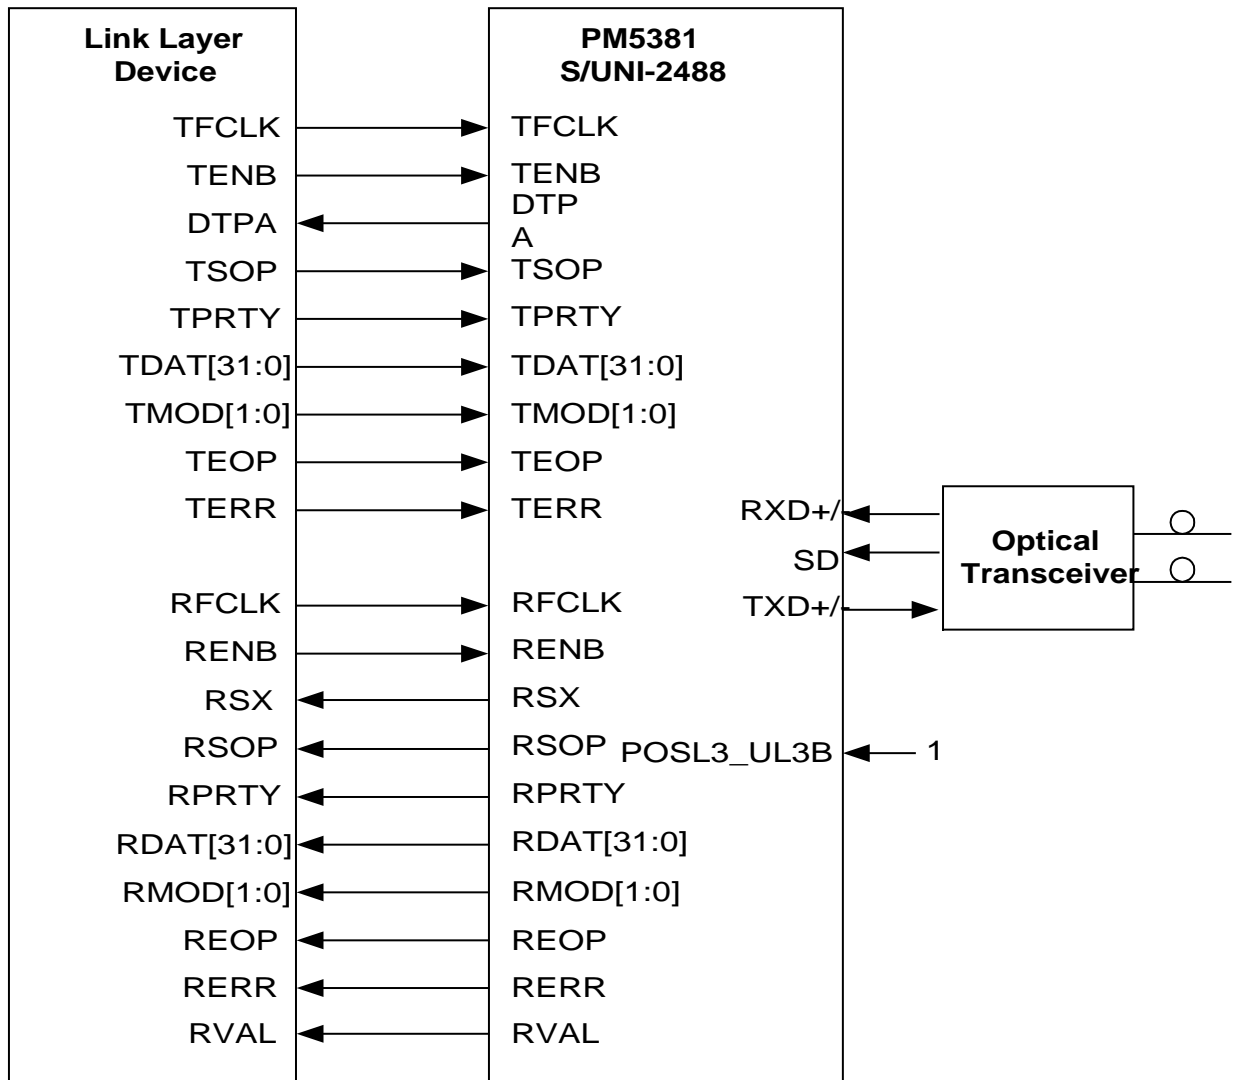 Link Layer
Device
PM5381
S/UNI-2488
TFCLK
TFCLK
TENB
TENB
DTPA
DTP
A
TSOP
TSOP
TPRTY
TPRTY
TDAT[31:0]
TDAT[31:0]
TMOD[1:0]
TMOD[1:0]
TEOP
TEOP
TERR
TERR
RXD+/-
SD
TXD+/-
Optical
Transceiver
RFCLK
RFCLK
RENB
RENB
RSX
RSX
RSOP
RSOP
POSL3_UL3B
1
RPRTY
RPRTY
RDAT[31:0]
RDAT[31:0]
RMOD[1:0]
RMOD[1:0]
REOP
REOP
RERR
RERR
RVAL
RVAL